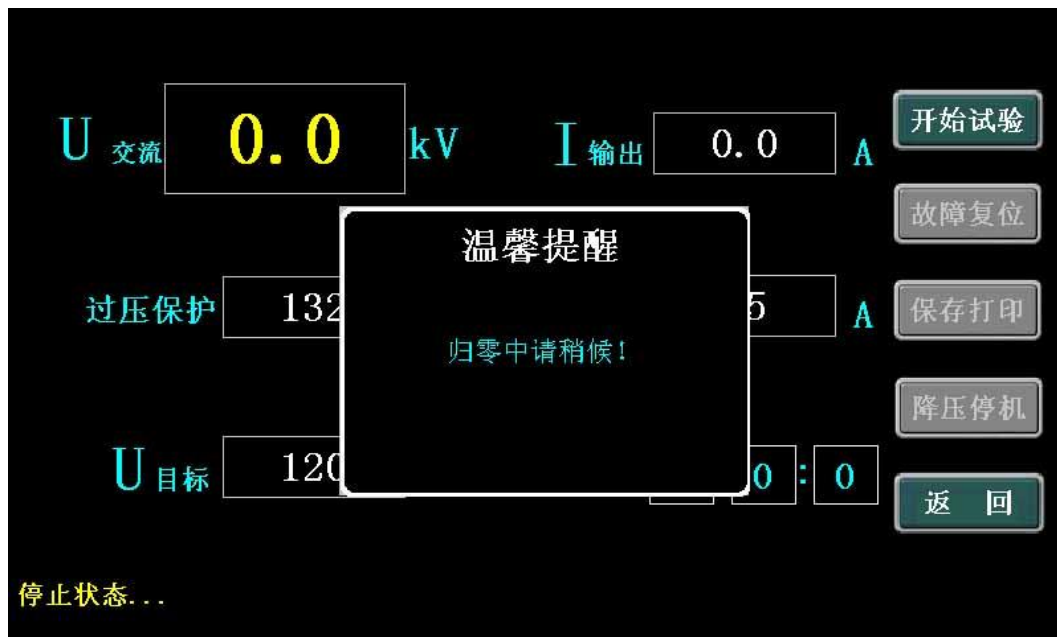 U 交流 0.0 kV I 输出 0.0 A
开始试验
故障复位
温馨提醒
过压保护 132 5 A
保存打印
归零中请稍候!
降压停机
U 目标 120 0 : 0
返 回
停止状态...